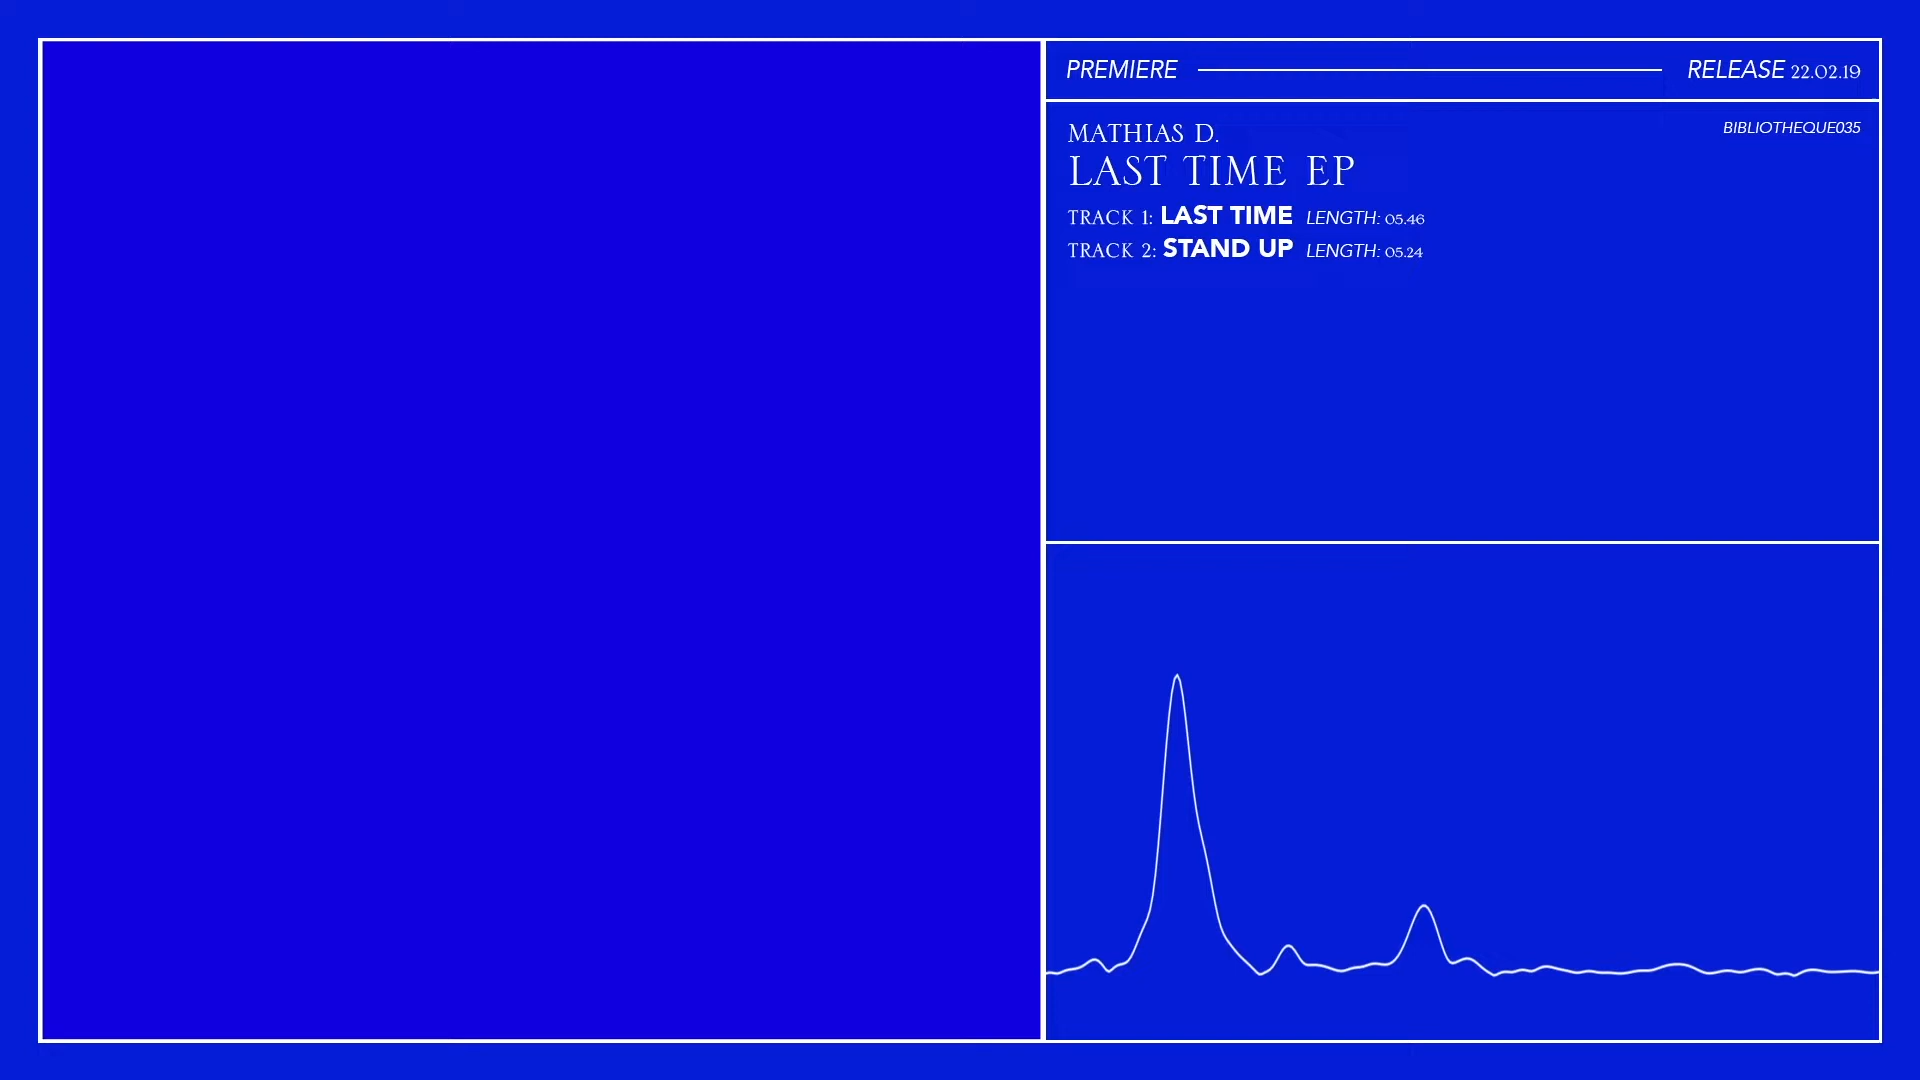 PREMIERE RELEASE 22.02.19
BIBLIOTHEQUE035
MATHIAS D.
LAST TIME EP
TRACK 1: LAST TIME LENGTH: 05.46
TRACK 2: STAND UP LENGTH: 05.24